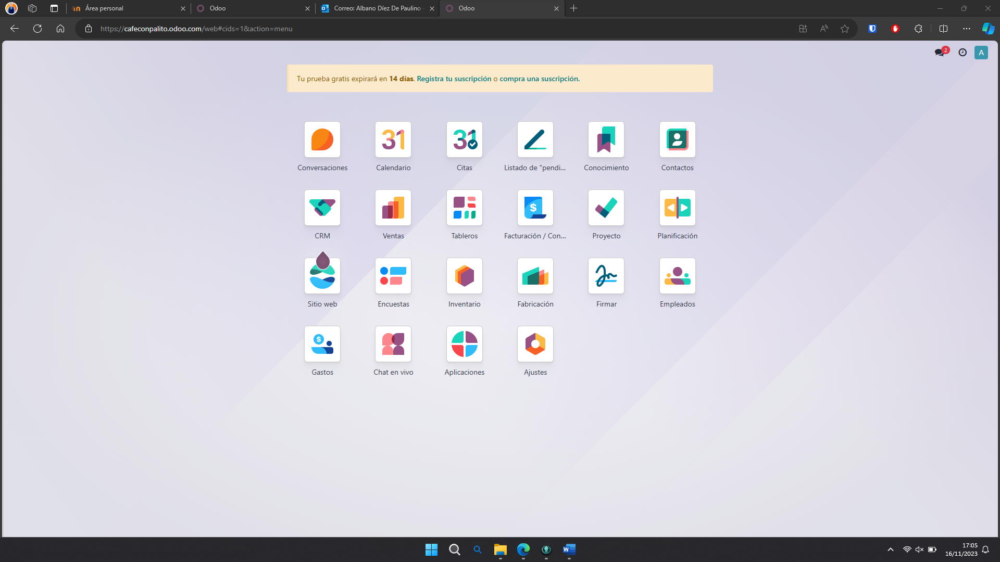 Área personal
Odoo
Correo: Albano Díez De Paulino -
Odoo
https://cafeconpalito.odoo.com/web#cids=1&action=menu
2
A
Tu prueba gratis expirará en 14 días. Registra tu suscripción o compra una suscripción.
31
31
Conversaciones
Calendario
Citas
Listado de "pendi...
Conocimiento
Contactos
$
CRM
Ventas
Tableros
Facturación / Con...
Proyecto
Planificación
Sitio web
Encuestas
Inventario
Fabricación
Firmar
Empleados
$
Gastos
Chat en vivo
Aplicaciones
Ajustes
17:05
16/11/2023